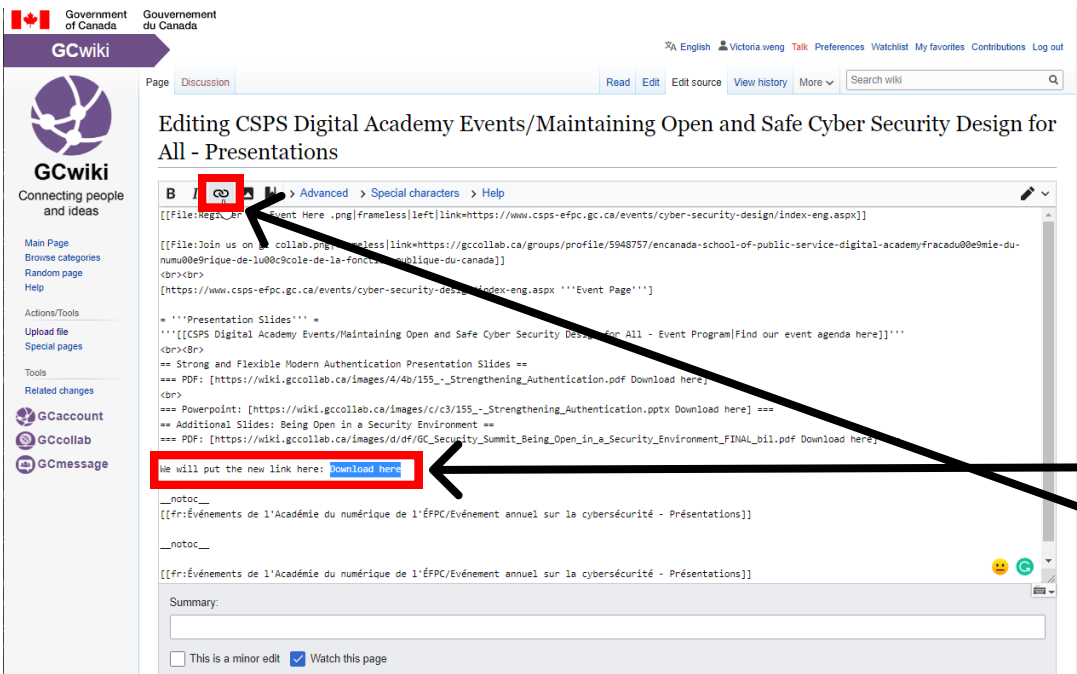 Government Gouvernement
of Canada du Canada
GCwiki
English Victoria.weng Talk Preferences Watchlist My favorites Contributions Log out
Page Discussion Read Edit Edit source View history More Search wiki
GCwiki
Connecting people
and ideas
Main Page
Browse categories
Random page
Help
Actions/Tools
Upload file
Special pages
Tools
Related changes
GCaccount
GCcollab
GCmessage
Editing CSPS Digital Academy Events/Maintaining Open and Safe Cyber Security Design for
All - Presentations
B I Advanced Special characters Help
Event Here .png|frameless|left|link=https://www.csps-efpc.gc.ca/events/cyber-security-design/index-eng.aspx]]
[[File:Join us on gc collab.png|frameless|link=https://gccollab.ca/groups/profile/5948757/encanada-school-of-public-service-digital-academyfracadu00e9mie-du-
numu00e9rique-de-lu00c9cole-de-la-fonction-publique-du-canada]]
<br><br>
[https://www.csps-efpc.gc.ca/events/cyber-security-design/index-eng.aspx '''Event Page''']
= '''Presentation Slides''' =
'''[[CSPS Digital Academy Events/Maintaining Open and Safe Cyber Security Design for All - Event Program|Find our event agenda here]]'''
<br><Br>
== Strong and Flexible Modern Authentication Presentation Slides ==
=== PDF: [https://wiki.gccollab.ca/images/4/4b/155_-_Strengthening_Authentication.pdf Download here]
<br>
=== Powerpoint: [https://wiki.gccollab.ca/images/c/c3/155_-_Strengthening_Authentication.pptx Download here] ===
== Additional Slides: Being Open in a Security Environment ==
=== PDF: [https://wiki.gccollab.ca/images/d/df/GC_Security_Summit_Being_Open_in_a_Security_Environment_FINAL_bil.pdf Download here]
We will put the new link here: Download here
__notoc__
[[fr:Événements de l'Académie du numérique de l'ÉFPC/Evénement annuel sur la cybersécurité - Présentations]]
__notoc__
[[fr:Événements de l'Académie du numérique de l'ÉFPC/Evénement annuel sur la cybersécurité - Présentations]]
Summary:
This is a minor edit Watch this page